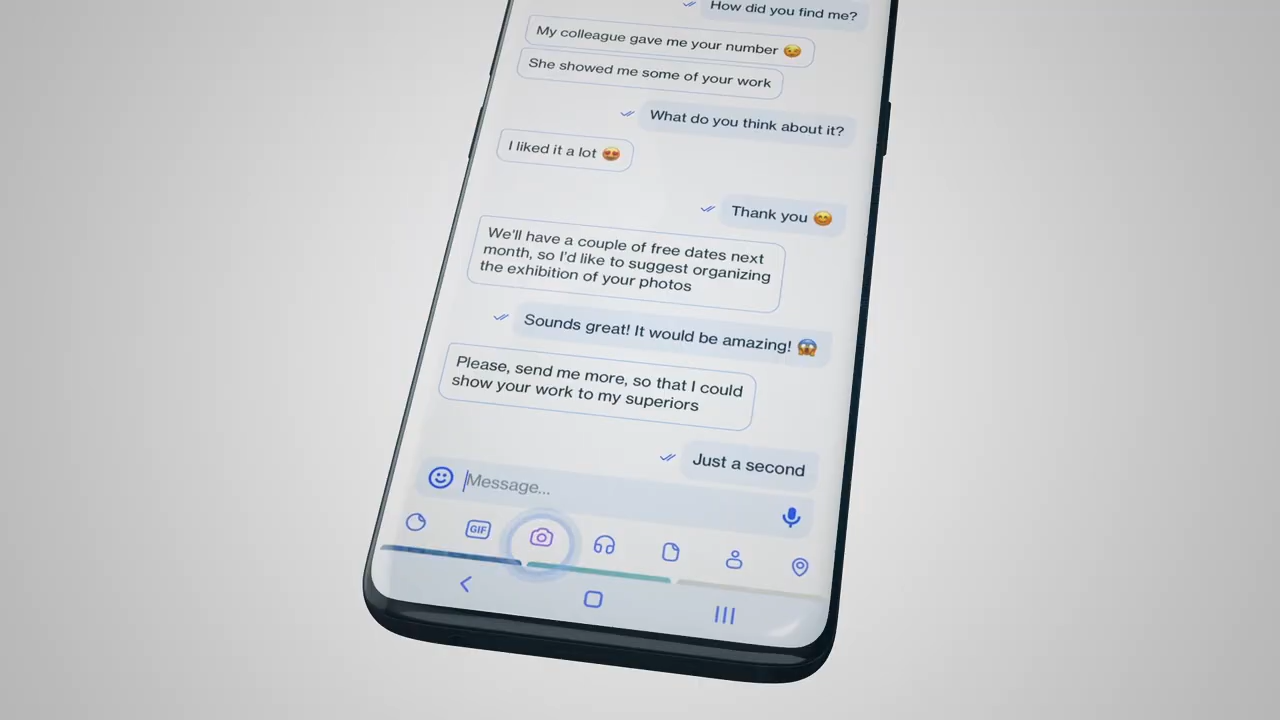 How did you find me?
My colleague gave me your number 😉
She showed me some of your work
What do you think about it?
I liked it a lot 😍
Thank you 😊
We'll have a couple of free dates next
month, so I'd like to suggest organizing
the exhibition of your photos
Sounds great! It would be amazing! 😱
Please, send me more, so that I could
show your work to my superiors
Just a second
Message...
GIF